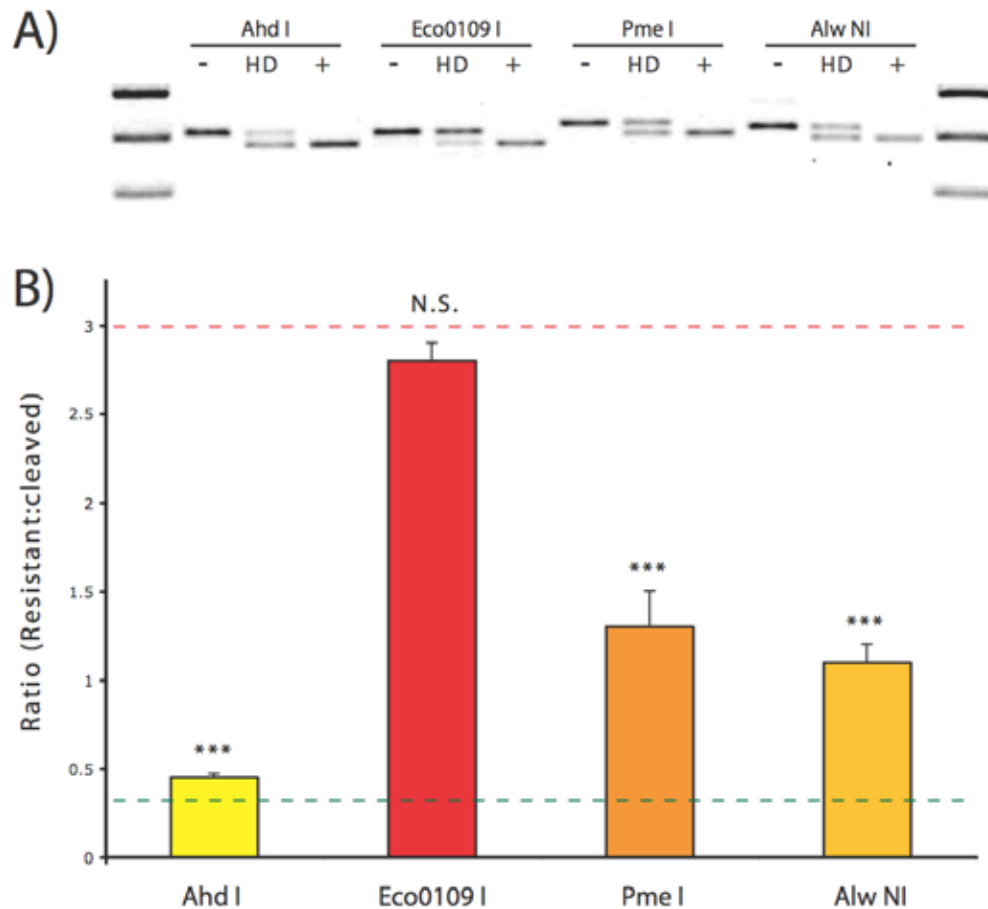 A)
Ahd I Eco0109 I Pme I Alw NI
- HD + - HD + - HD + - HD +
B)
N.S.
3
2.5
2
1.5
***
***
1
***
0.5
0
Ratio (Resistant:cleaved)
Ahd I Eco0109 I Pme I Alw NI